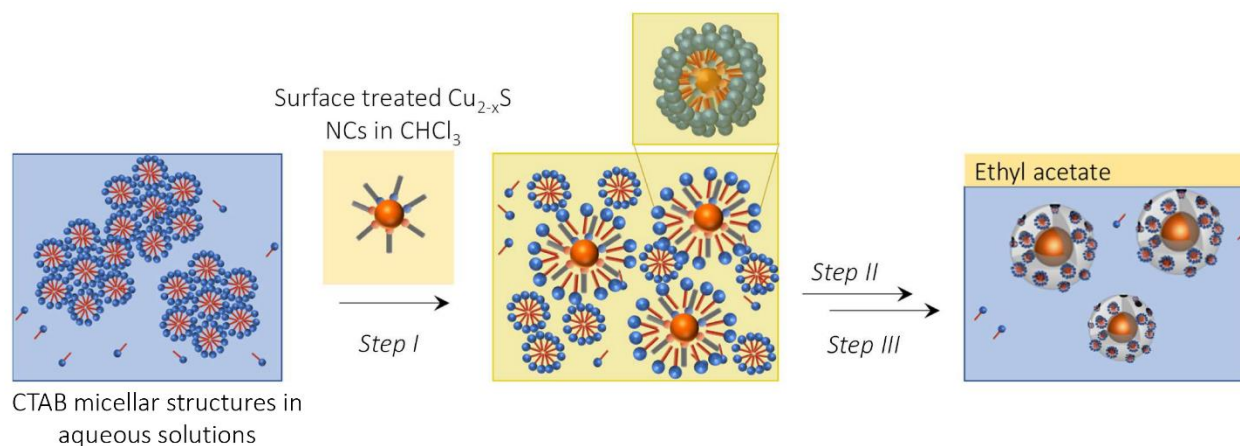 Surface treated Cu₂₋ₓS
NCs in CHCl₃
Step I
CTAB micellar structures in
aqueous solutions
Step II
Step III
Ethyl acetate